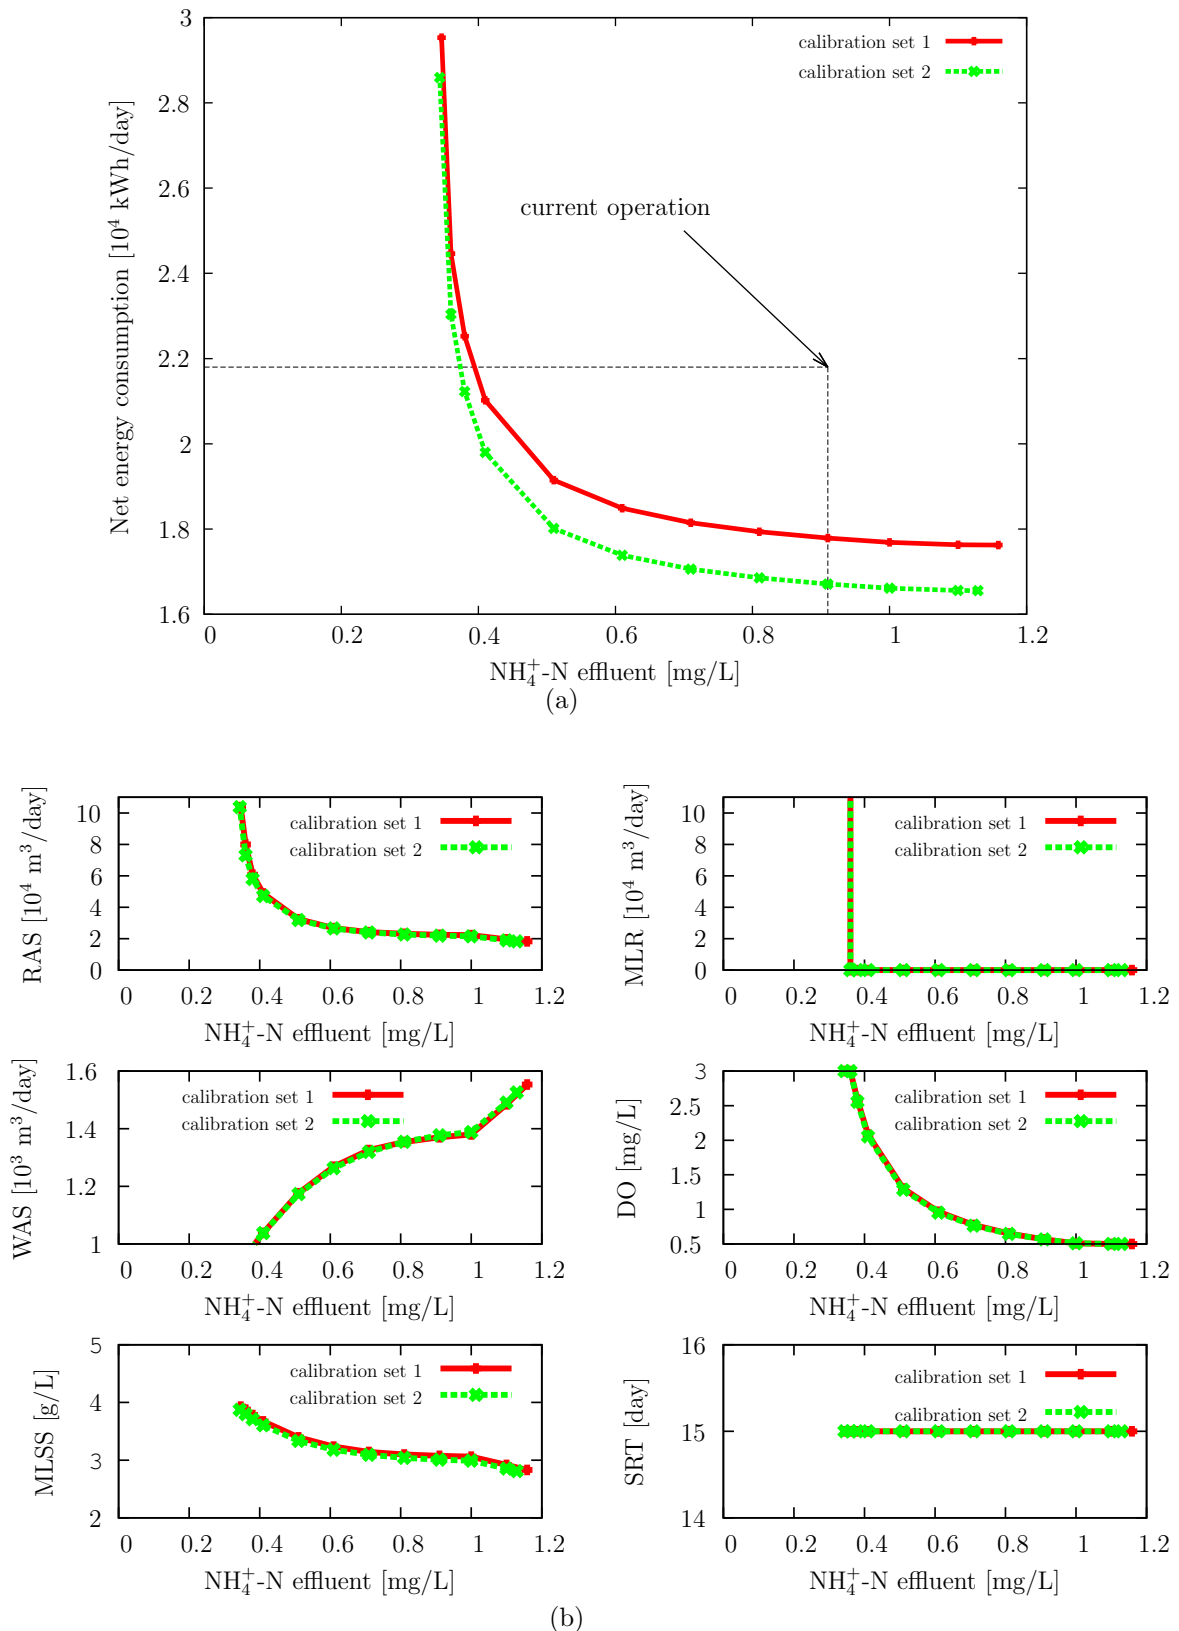 Net energy consumption [10⁴ kWh/day]
3
2.8
2.6
2.4
2.2
2
1.8
1.6
calibration set 1
calibration set 2
current operation
0 0.2 0.4 0.6 0.8 1 1.2
NH₄⁺-N effluent [mg/L]
(a)
RAS [10⁴ m³/day]
10
8
6
4
2
0
calibration set 1
calibration set 2
0 0.2 0.4 0.6 0.8 1 1.2
NH₄⁺-N effluent [mg/L]
MLR [10⁴ m³/day]
10
8
6
4
2
0
calibration set 1
calibration set 2
0 0.2 0.4 0.6 0.8 1 1.2
NH₄⁺-N effluent [mg/L]
WAS [10³ m³/day]
1.6
1.4
1.2
1
calibration set 1
calibration set 2
0 0.2 0.4 0.6 0.8 1 1.2
NH₄⁺-N effluent [mg/L]
DO [mg/L]
3
2.5
2
1.5
1
0.5
calibration set 1
calibration set 2
0 0.2 0.4 0.6 0.8 1 1.2
NH₄⁺-N effluent [mg/L]
MLSS [g/L]
5
4
3
2
calibration set 1
calibration set 2
0 0.2 0.4 0.6 0.8 1 1.2
NH₄⁺-N effluent [mg/L]
SRT [day]
16
15
14
calibration set 1
calibration set 2
0 0.2 0.4 0.6 0.8 1 1.2
NH₄⁺-N effluent [mg/L]
(b)